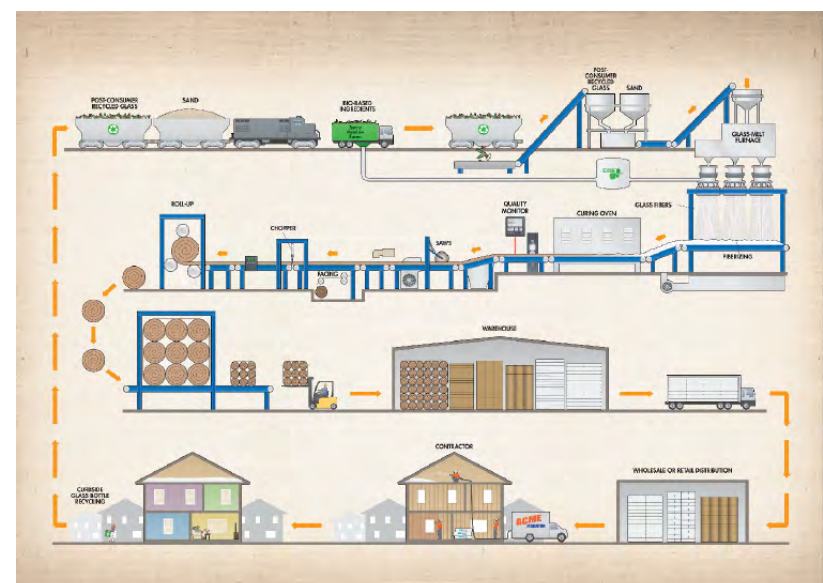 POST-CONSUMER
RECYCLED GLASS
SAND
BIO-BASED
INGREDIENTS
POST-
CONSUMER
RECYCLED
GLASS
SAND
GLASS-MELT
FURNACE
ROLL-UP
CHOPPER
FACING
SAWS
QUALITY
MONITOR
CURING OVEN
GLASS FIBERS
FIBERIZING
WAREHOUSE
CURBSIDE
GLASS BOTTLE
RECYCLING
CONTRACTOR
ACME
WHOLESALE OR RETAIL DISTRIBUTION